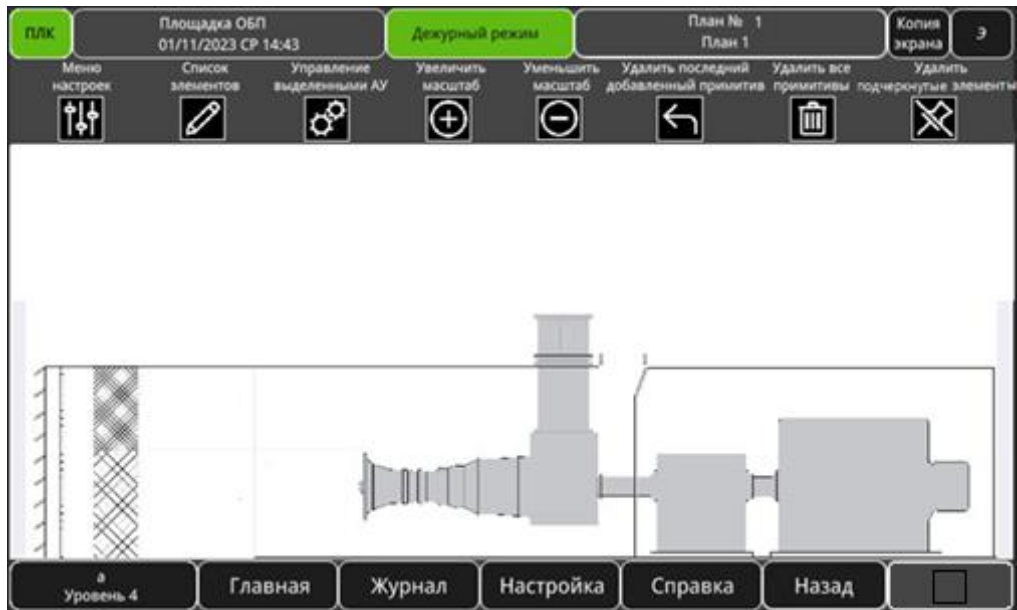 ПЛК
Площадка ОБП
01/11/2023 СР 14:43
Дежурный режим
План № 1
План 1
Копия
экрана
Э
Меню
настроек
Список
элементов
Управление
выделенными АУ
Увеличить
масштаб
Уменьшить
масштаб
Удалить последний
добавленный примитив
Удалить все
примитивы
Удалить
подчеркнутые элементы
а
Уровень 4
Главная
Журнал
Настройка
Справка
Назад